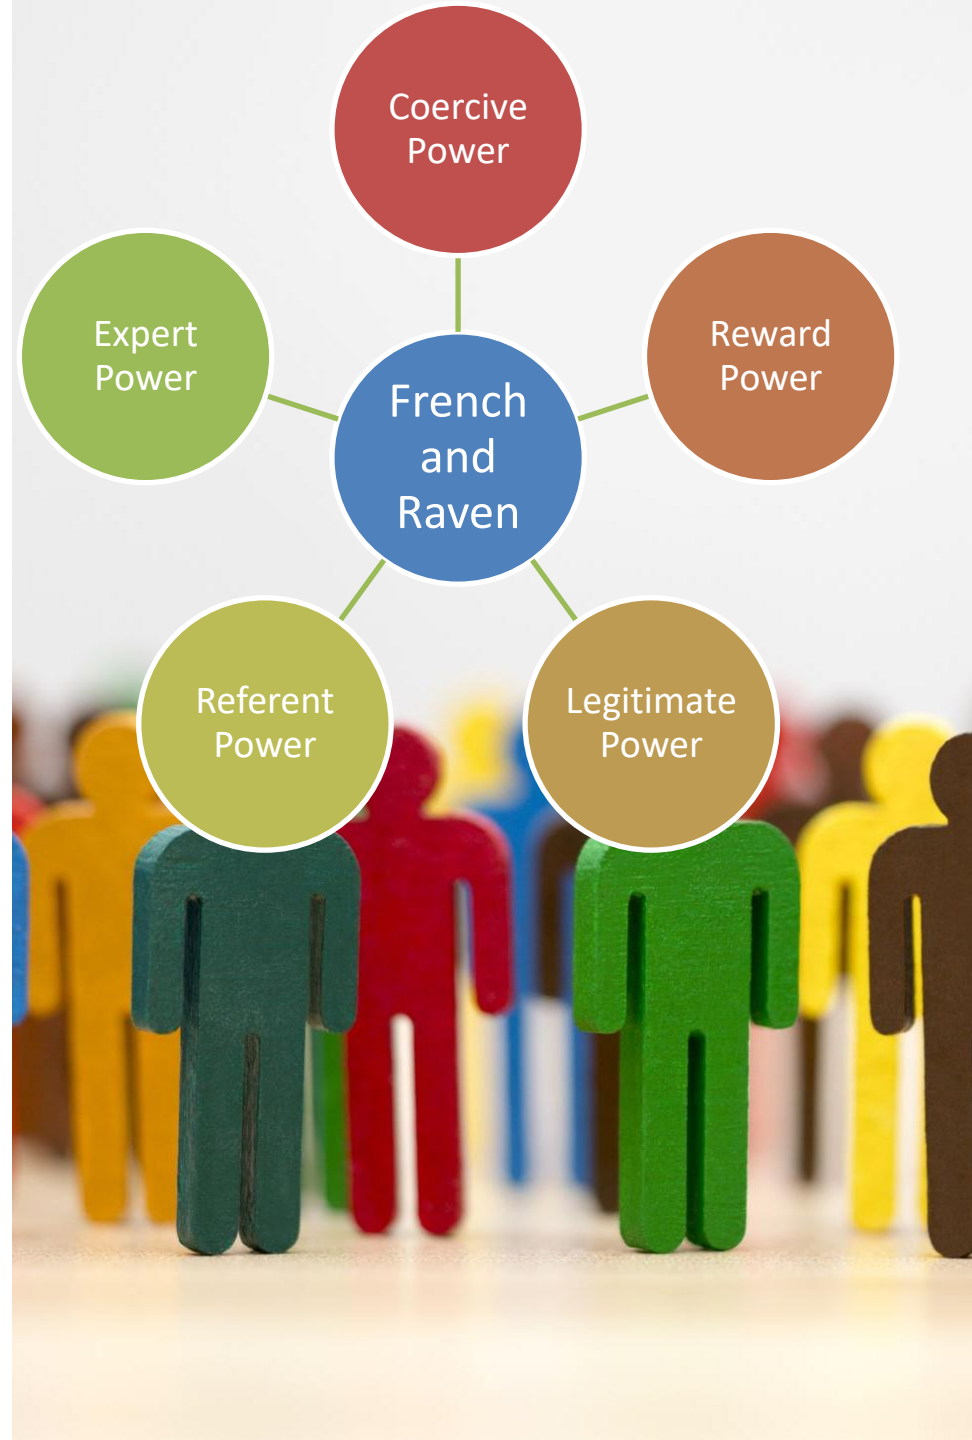 Coercive
Power
Expert
Power
Reward
Power
French
and
Raven
Referent
Power
Legitimate
Power